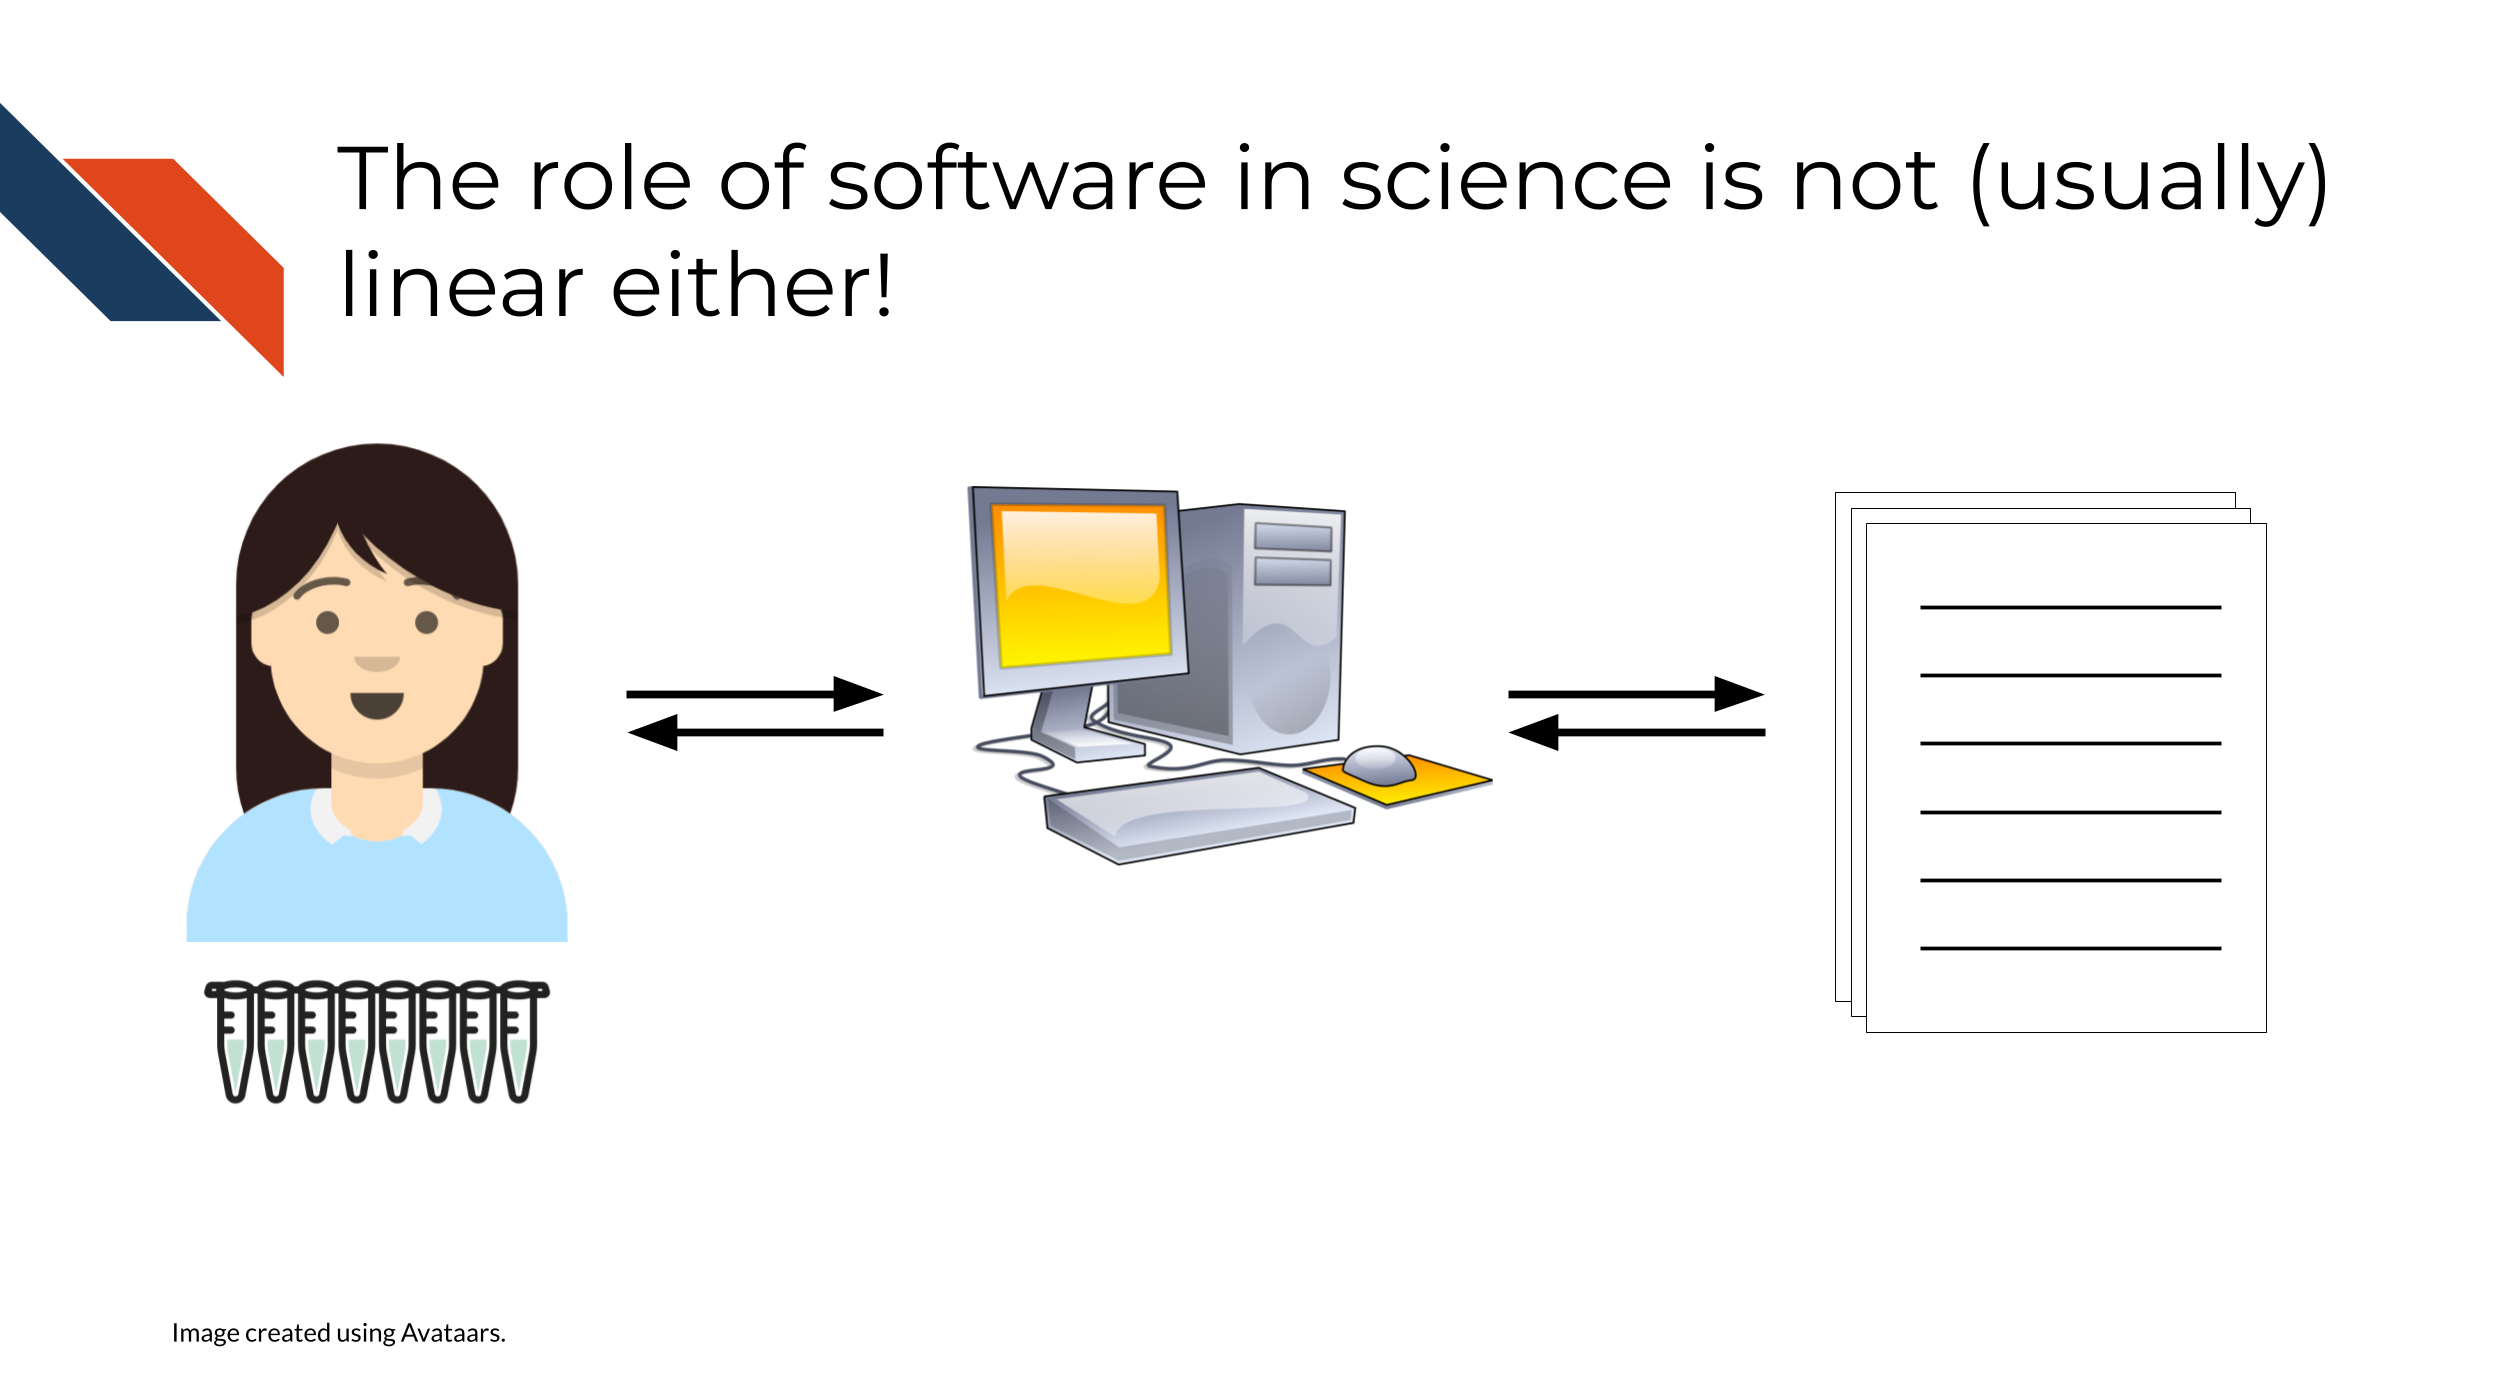 The role of software in science is not (usually)
linear either!
Image created using Avataars.